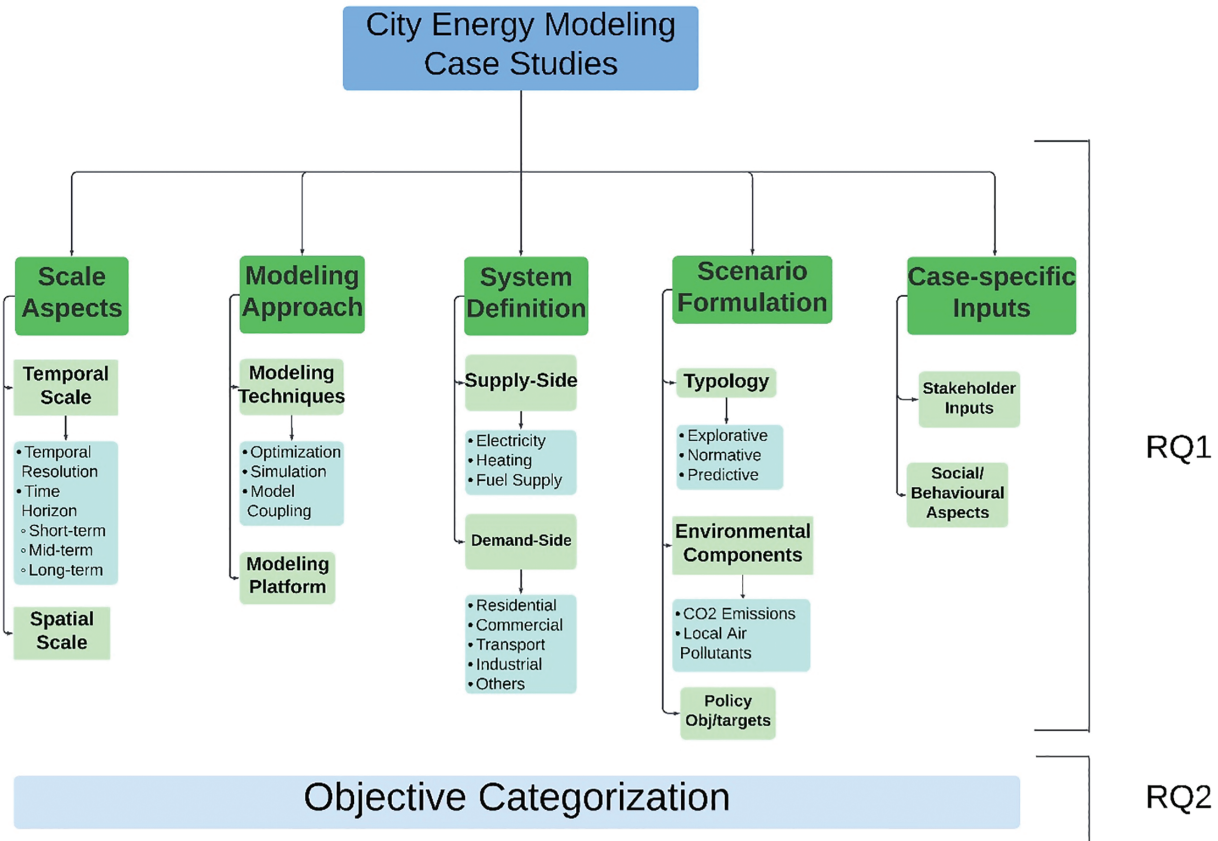 City Energy Modeling
Case Studies
Scale
Aspects
Temporal
Scale
• Temporal
Resolution
• Time
Horizon
◦ Short-term
◦ Mid-term
◦ Long-term
Spatial
Scale
Modeling
Approach
Modeling
Techniques
• Optimization
• Simulation
• Model
Coupling
Modeling
Platform
System
Definition
Supply-Side
• Electricity
• Heating
• Fuel Supply
Demand-Side
• Residential
• Commercial
• Transport
• Industrial
• Others
Scenario
Formulation
Typology
• Explorative
• Normative
• Predictive
Environmental
Components
• CO2 Emissions
• Local Air
Pollutants
Policy
Obj/targets
Case-specific
Inputs
Stakeholder
Inputs
Social/
Behavioural
Aspects
RQ1
Objective Categorization
RQ2